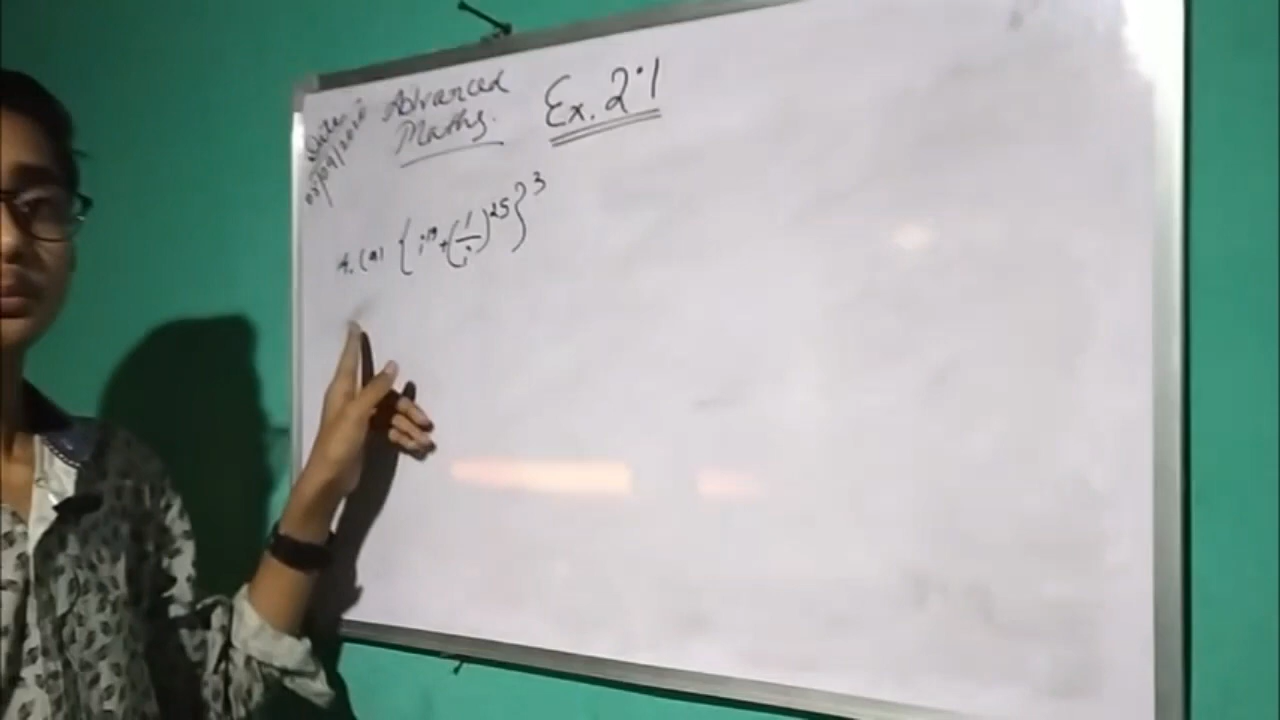 Advanced
Maths.
Ex. 2.1
4. (a) { i¹⁹ + (1/i)²⁵ }³